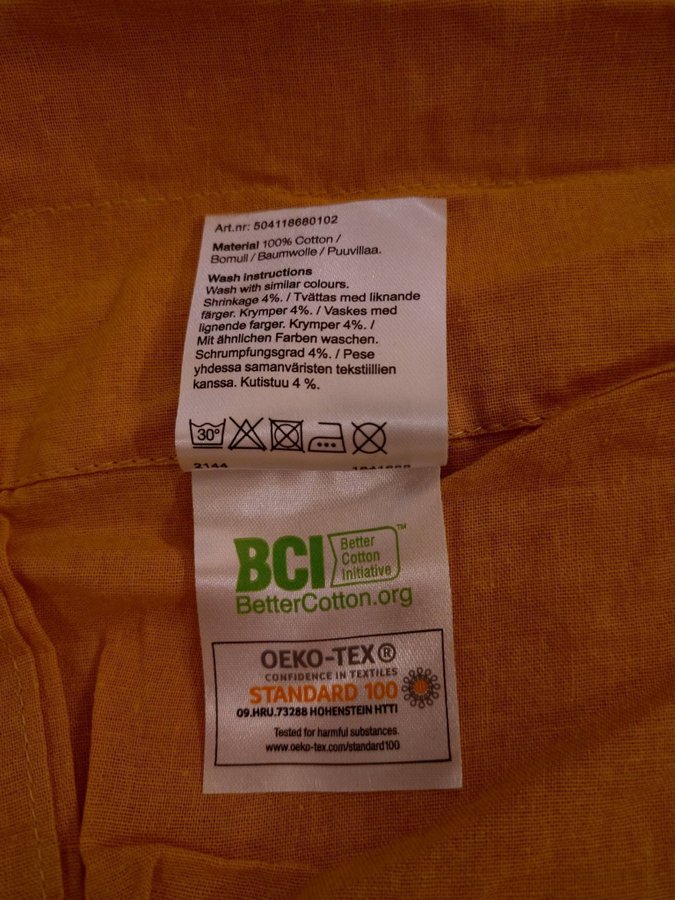 Art.nr: 504118680102
Material 100% Cotton /
Bomull / Baumwolle / Puuvillaa.
Wash instructions
Wash with similar colours.
Shrinkage 4%. / Tvättas med liknande
färger. Krymper 4%. / Vaskes med
lignende farger. Krymper 4%. /
Mit ähnlichen Farben waschen.
Schrumpfungsgrad 4%. / Pese
yhdessa samanväristen tekstiillien
kanssa. Kutistuu 4 %.
30°
2144
BCI Better
Cotton
Initiative™
BetterCotton.org
OEKO-TEX®
CONFIDENCE IN TEXTILES
STANDARD 100
09.HRU.73288 HOHENSTEIN HTTI
Tested for harmful substances.
www.oeko-tex.com/standard100